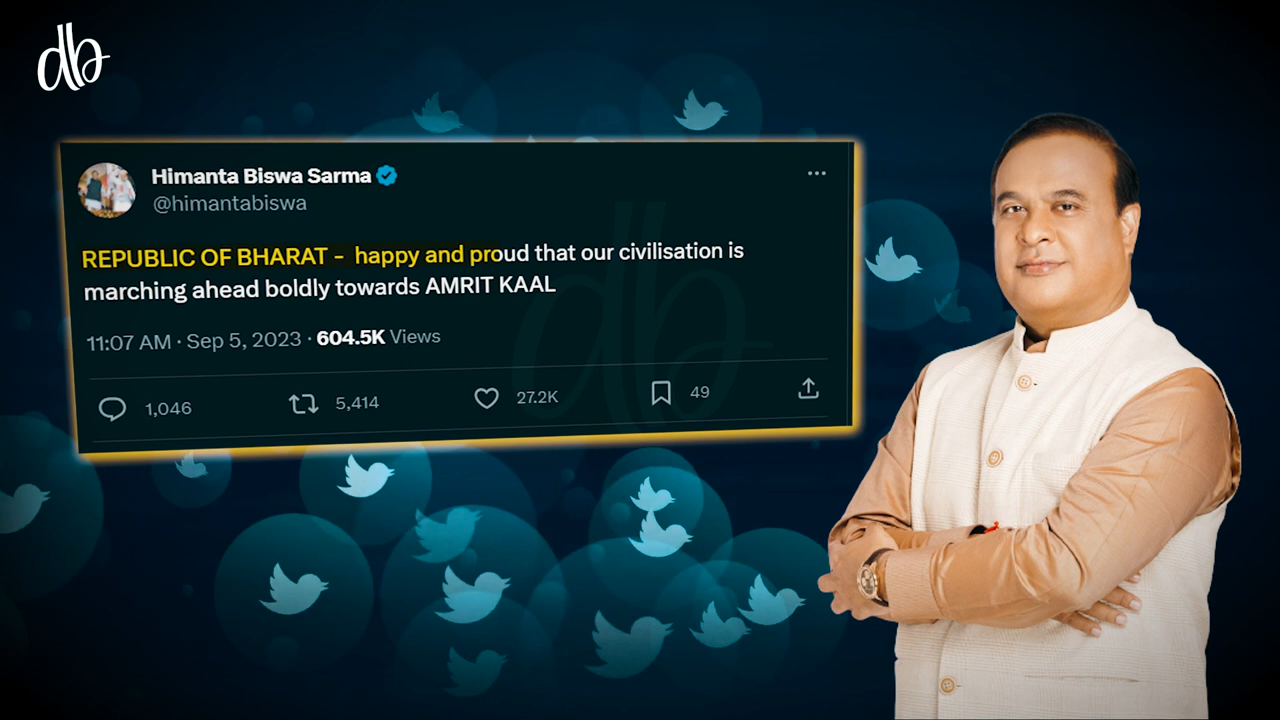 db
Himanta Biswa Sarma
@himantabiswa
REPUBLIC OF BHARAT - happy and proud that our civilisation is
marching ahead boldly towards AMRIT KAAL
11:07 AM · Sep 5, 2023 · 604.5K Views
1,046 5,414 27.2K 49
db